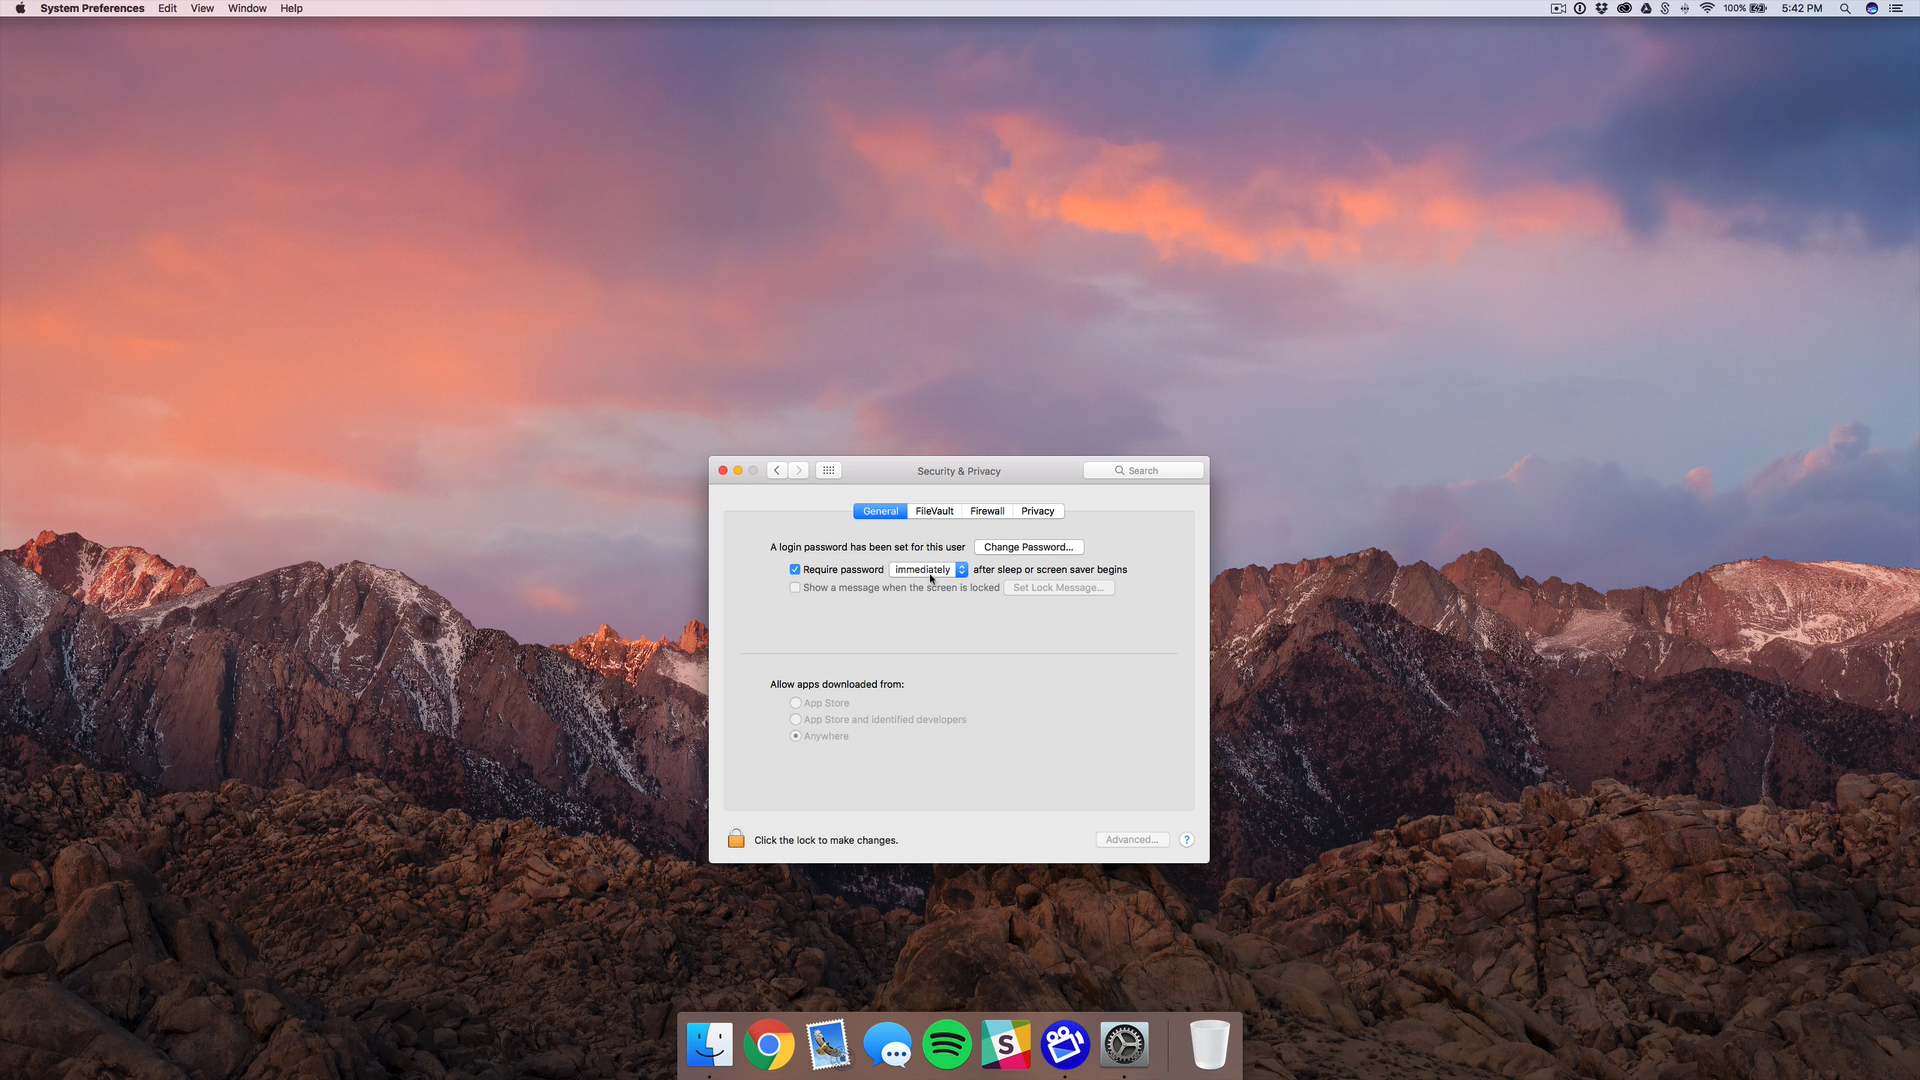 System Preferences Edit View Window Help 100% 5:42 PM
Security & Privacy Search
General FileVault Firewall Privacy
A login password has been set for this user Change Password...
Require password immediately after sleep or screen saver begins
Show a message when the screen is locked Set Lock Message...
Allow apps downloaded from:
App Store
App Store and identified developers
Anywhere
Click the lock to make changes. Advanced... ?
S